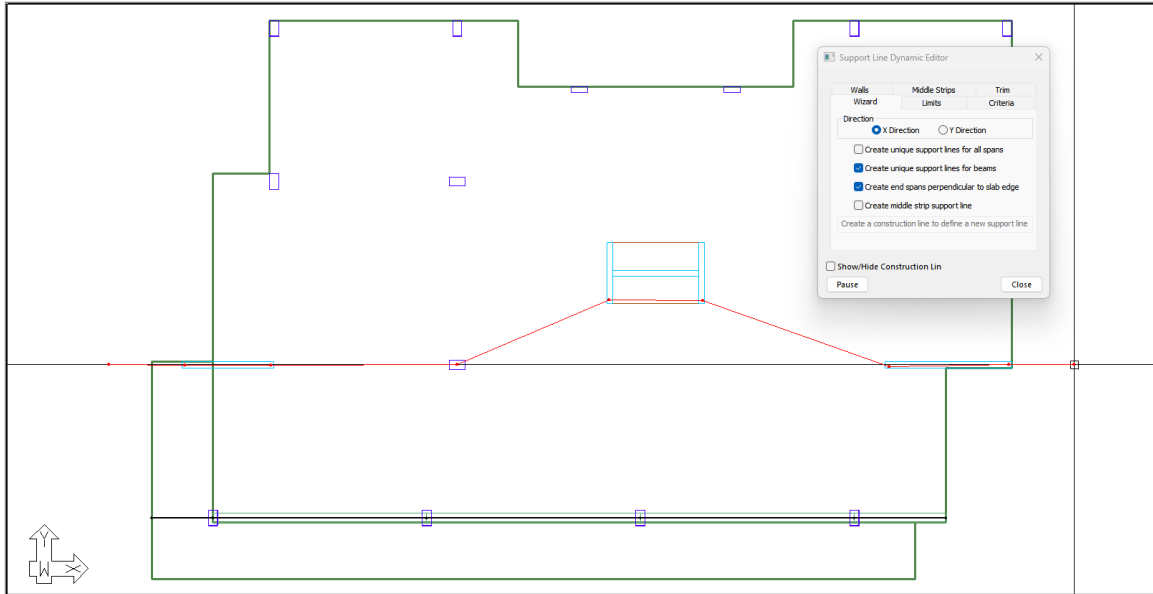 Support Line Dynamic Editor
Walls Middle Strips Trim
Wizard Limits Criteria
Direction
X Direction Y Direction
Create unique support lines for all spans
Create unique support lines for beams
Create end spans perpendicular to slab edge
Create middle strip support line
Create a construction line to define a new support line
Show/Hide Construction Lin
Pause Close
Y
W X